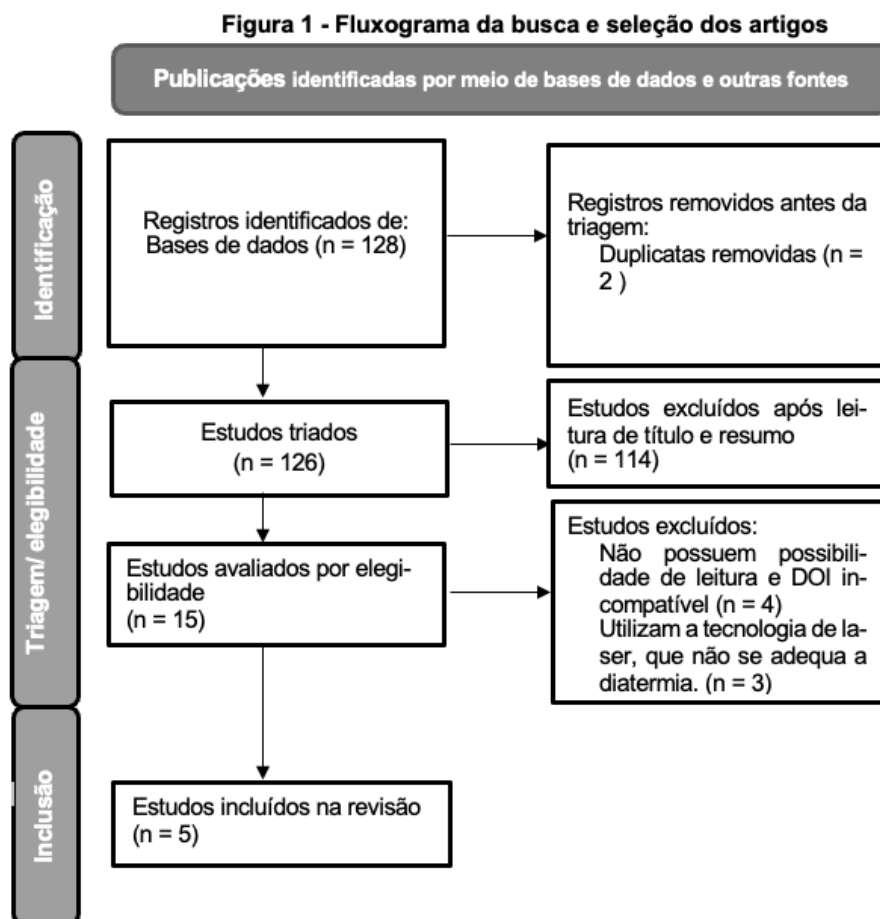 Figura 1 - Fluxograma da busca e seleção dos artigos
Publicações identificadas por meio de bases de dados e outras fontes
Identificação
Registros identificados de:
Bases de dados (n = 128)
Registros removidos antes da
triagem:
Duplicatas removidas (n =
2 )
Triagem/ elegibilidade
Estudos triados
(n = 126)
Estudos excluídos após lei-
tura de título e resumo
(n = 114)
Estudos avaliados por elegi-
bilidade
(n = 15)
Estudos excluídos:
Não possuem possibili-
dade de leitura e DOI in-
compatível (n = 4)
Utilizam a tecnologia de la-
ser, que não se adequa a
diatermia. (n = 3)
Inclusão
Estudos incluídos na revisão
(n = 5)